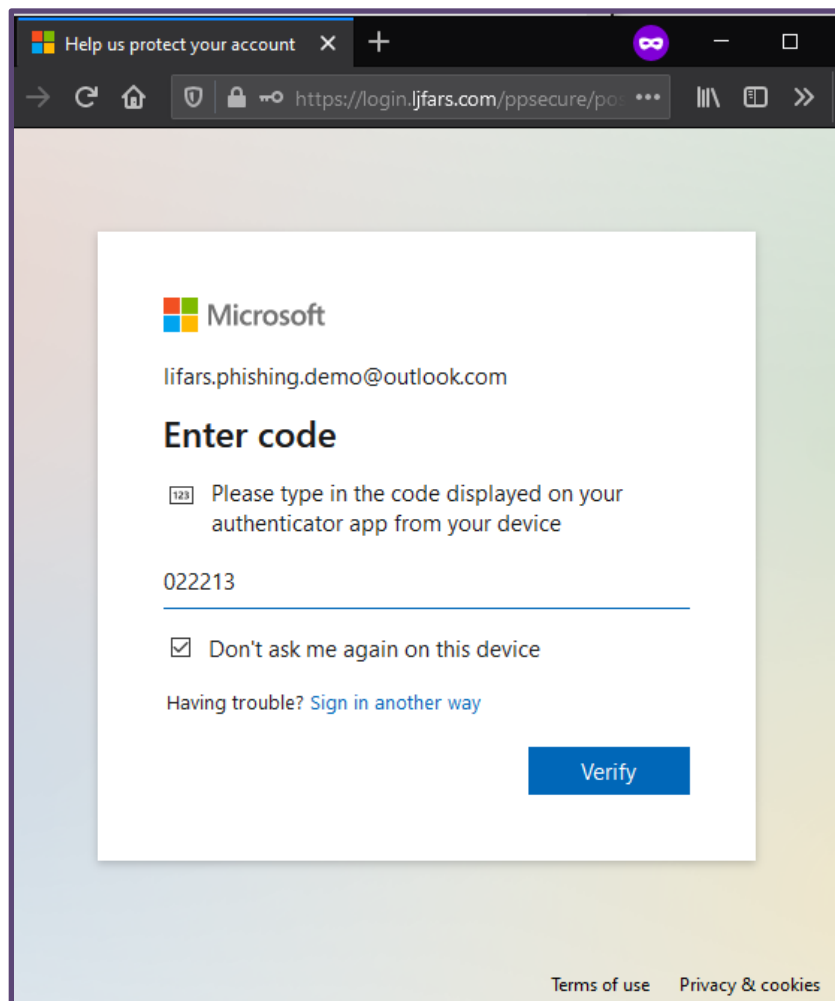 Help us protect your account
https://login.ljfars.com/ppsecure/pos
Microsoft
lifars.phishing.demo@outlook.com
Enter code
123
Please type in the code displayed on your
authenticator app from your device
022213
Don't ask me again on this device
Having trouble? Sign in another way
Verify
Terms of use Privacy & cookies